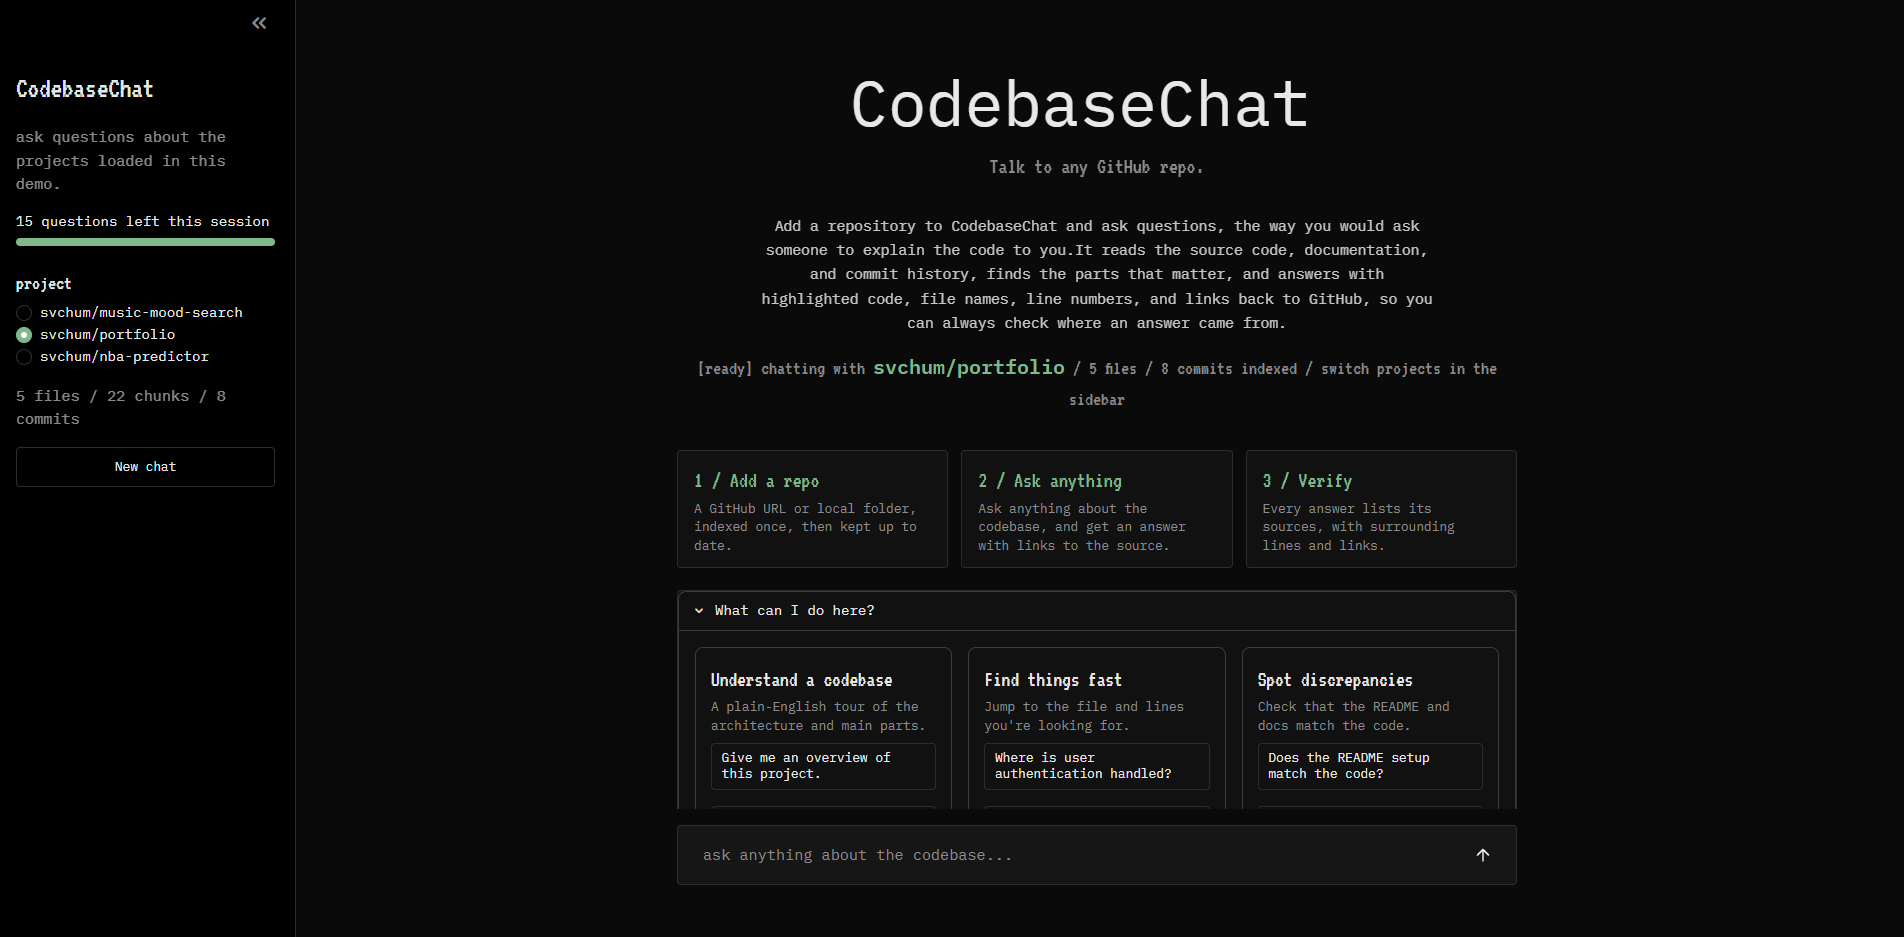 CodebaseChat
ask questions about the
projects loaded in this
demo.
15 questions left this session
project
svchum/music-mood-search
svchum/portfolio
svchum/nba-predictor
5 files / 22 chunks / 8
commits
New chat
CodebaseChat
Talk to any GitHub repo.
Add a repository to CodebaseChat and ask questions, the way you would ask
someone to explain the code to you.It reads the source code, documentation,
and commit history, finds the parts that matter, and answers with
highlighted code, file names, line numbers, and links back to GitHub, so you
can always check where an answer came from.
[ready] chatting with svchum/portfolio / 5 files / 8 commits indexed / switch projects in the
sidebar
1 / Add a repo
A GitHub URL or local folder,
indexed once, then kept up to
date.
2 / Ask anything
Ask anything about the
codebase, and get an answer
with links to the source.
3 / Verify
Every answer lists its
sources, with surrounding
lines and links.
What can I do here?
Understand a codebase
A plain-English tour of the
architecture and main parts.
Give me an overview of
this project.
Find things fast
Jump to the file and lines
you're looking for.
Where is user
authentication handled?
Spot discrepancies
Check that the README and
docs match the code.
Does the README setup
match the code?
ask anything about the codebase...